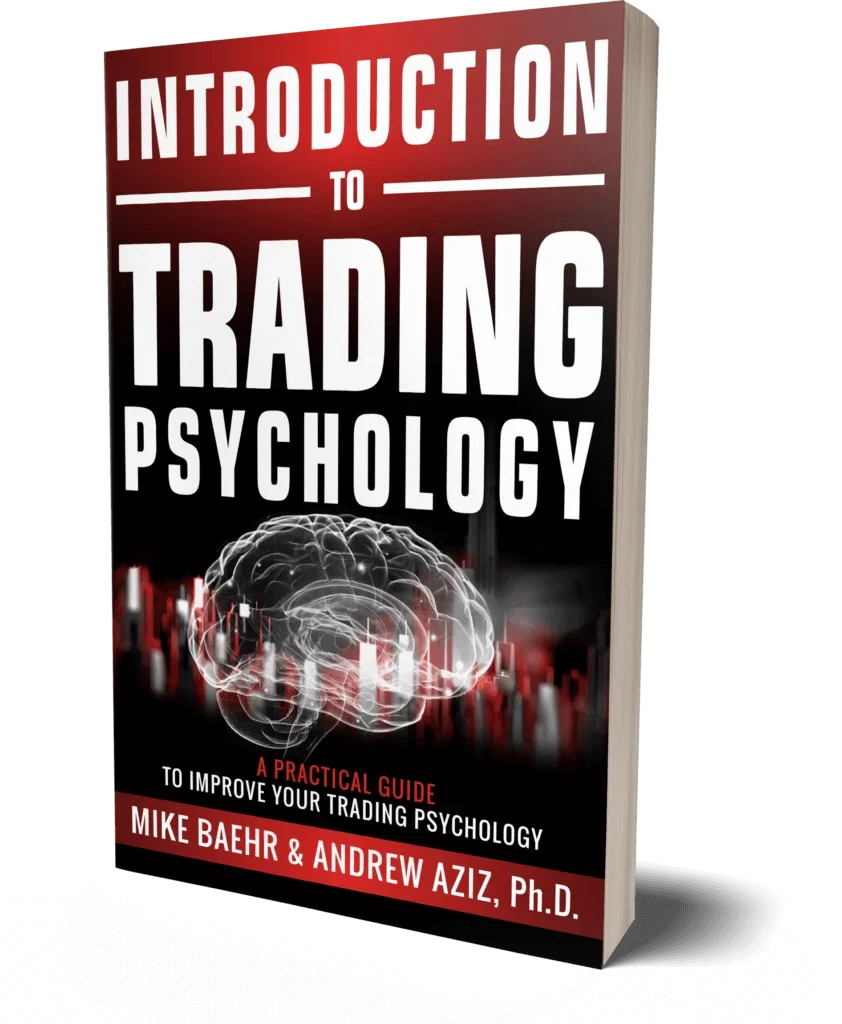 INTRODUCTION
TO
TRADING
PSYCHOLOGY
A PRACTICAL GUIDE
TO IMPROVE YOUR TRADING PSYCHOLOGY
MIKE BAEHR & ANDREW AZIZ, Ph.D.